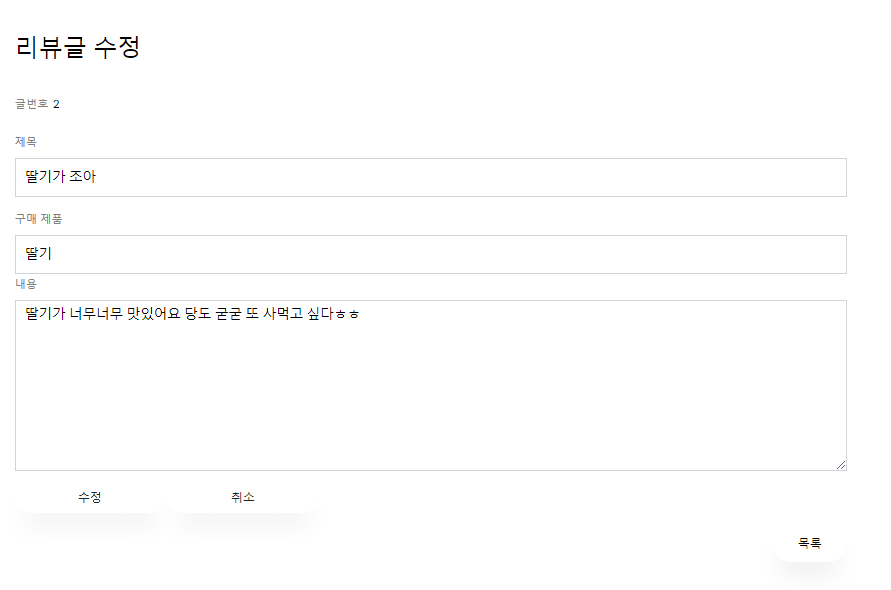 리뷰글 수정
글번호 2
제목
딸기가 조아
구매 제품
딸기
내용
딸기가 너무너무 맛있어요 당도 굳굳 또 사먹고 싶다ㅎㅎ
수정 취소
목록